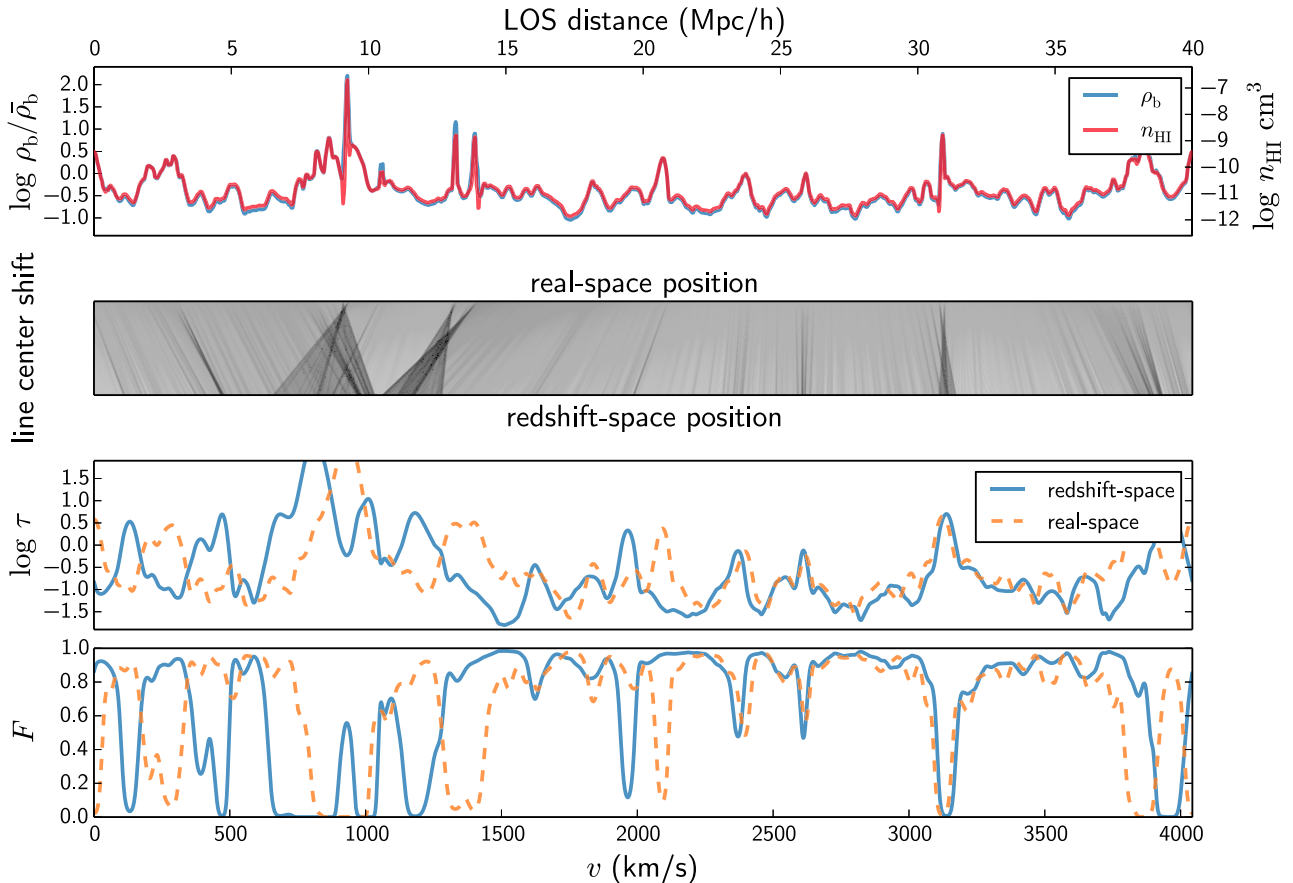 LOS distance (Mpc/h)
0 5 10 15 20 25 30 35 40
log ρb/ρ̄b
2.0
1.5
1.0
0.5
0.0
−0.5
−1.0
ρb
nHI
−7
−8
−9
−10
−11
−12
log nHI cm³
line center shift
real-space position
redshift-space position
log τ
1.5
1.0
0.5
0.0
−0.5
−1.0
−1.5
redshift-space
real-space
F
1.0
0.8
0.6
0.4
0.2
0.0
0 500 1000 1500 2000 2500 3000 3500 4000
v (km/s)